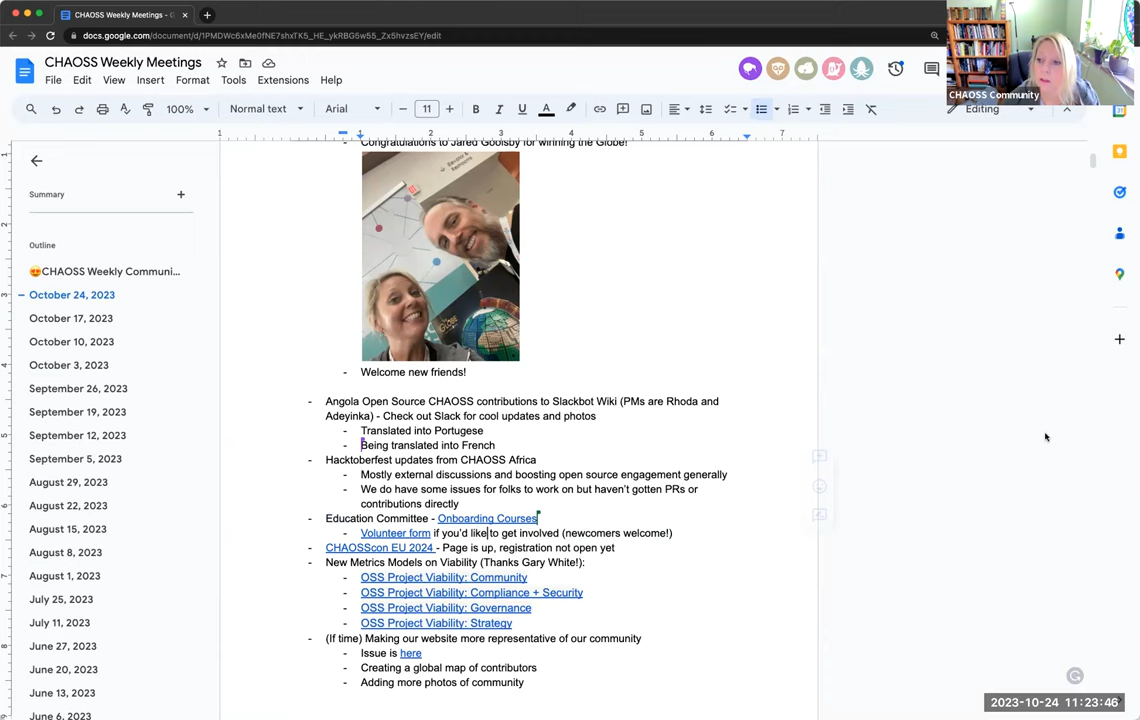 CHAOSS Weekly Meetings - G
docs.google.com/document/d/1PMDWc6xMe0fNE7shxTK5_HE_ykRBG5w55_Zx5hvzsEY/edit
CHAOSS Weekly Meetings
File Edit View Insert Format Tools Extensions Help
CHAOSS Community
100% Normal text Arial 11 Editing
1 1 2 3 4 5 6 7
Summary
Outline
😍CHAOSS Weekly Communi...
October 24, 2023
October 17, 2023
October 10, 2023
October 3, 2023
September 26, 2023
September 19, 2023
September 12, 2023
September 5, 2023
August 29, 2023
August 22, 2023
August 15, 2023
August 8, 2023
August 1, 2023
July 25, 2023
July 11, 2023
June 27, 2023
June 20, 2023
June 13, 2023
June 6, 2023
- Congratulations to Jared Goolsby for winning the Globe!
- Welcome new friends!
- Angola Open Source CHAOSS contributions to Slackbot Wiki (PMs are Rhoda and
Adeyinka) - Check out Slack for cool updates and photos
- Translated into Portugese
- Being translated into French
- Hacktoberfest updates from CHAOSS Africa
- Mostly external discussions and boosting open source engagement generally
- We do have some issues for folks to work on but haven't gotten PRs or
contributions directly
- Education Committee - Onboarding Courses
- Volunteer form if you'd like to get involved (newcomers welcome!)
- CHAOSScon EU 2024 - Page is up, registration not open yet
- New Metrics Models on Viability (Thanks Gary White!):
- OSS Project Viability: Community
- OSS Project Viability: Compliance + Security
- OSS Project Viability: Governance
- OSS Project Viability: Strategy
- (If time) Making our website more representative of our community
- Issue is here
- Creating a global map of contributors
- Adding more photos of community
2023-10-24 11:23:46